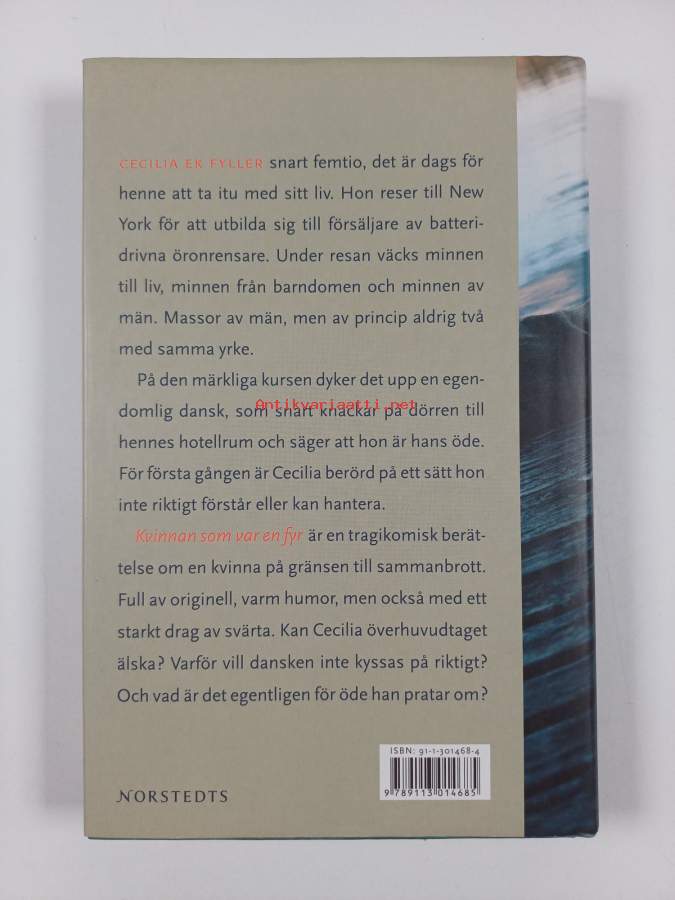 CECILIA EK FYLLER snart femtio, det är dags för
henne att ta itu med sitt liv. Hon reser till New
York för att utbilda sig till försäljare av batteri-
drivna öronrensare. Under resan väcks minnen
till liv, minnen från barndomen och minnen av
män. Massor av män, men av princip aldrig två
med samma yrke.
På den märkliga kursen dyker det upp en egen-
domlig dansk, som snart knackar på dörren till
Antikvariaatti.net
hennes hotellrum och säger att hon är hans öde.
För första gången är Cecilia berörd på ett sätt hon
inte riktigt förstår eller kan hantera.
Kvinnan som var en fyr är en tragikomisk berät-
telse om en kvinna på gränsen till sammanbrott.
Full av originell, varm humor, men också med ett
starkt drag av svärta. Kan Cecilia överhuvudtaget
älska? Varför vill dansken inte kyssas på riktigt?
Och vad är det egentligen för öde han pratar om?
ISBN: 91-1-301468-4
9 789113 014685
NORSTEDTS